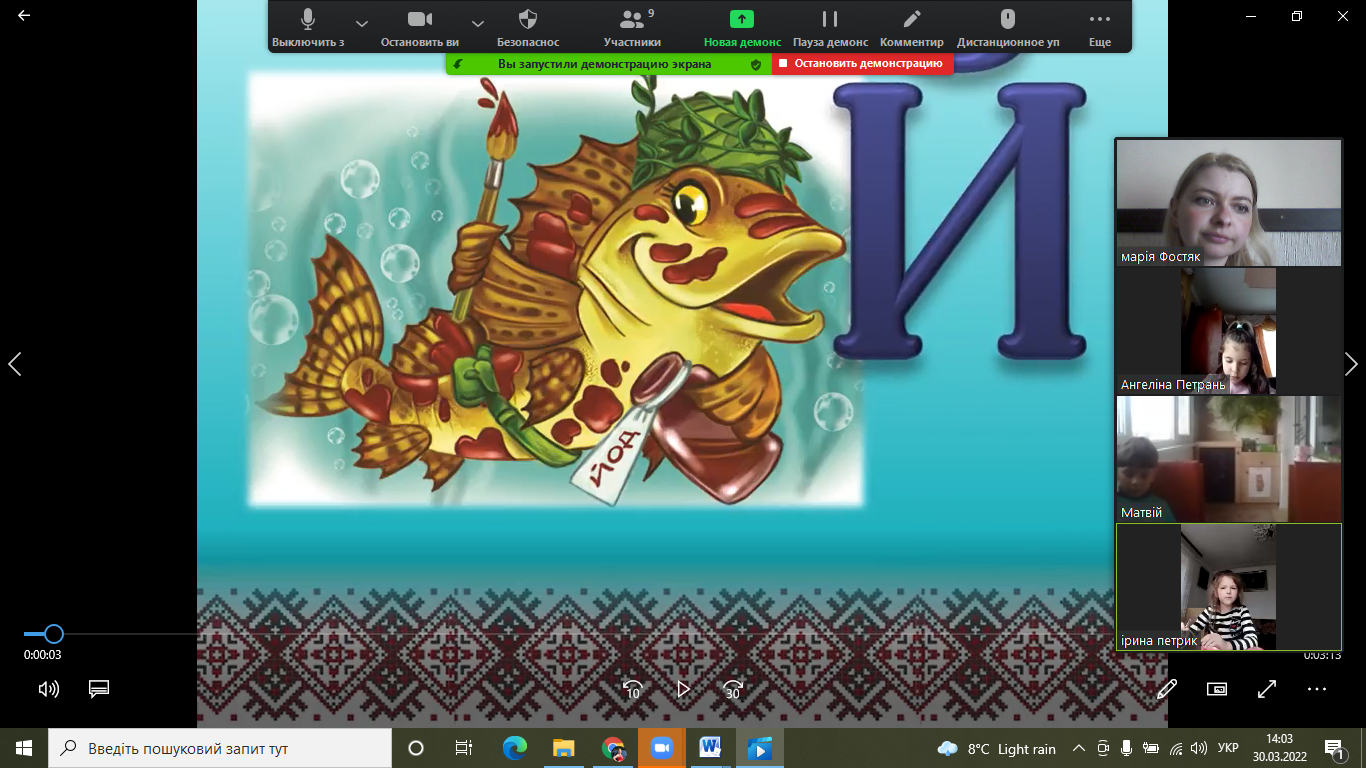 9
Выключить з
Остановить ви
Безопаснос
Участники
Новая демонс
Пауза демонс
Комментир
Дистанционное уп
Еще
Вы запустили демонстрацию экрана
Остановить демонстрацию
Й
ЙОД
марія Фостяк
Ангеліна Петрань
Матвій
ірина петрик
0:00:03
0:03:13
10
30
Введіть пошуковий запит тут
8°C Light rain
УКР
14:03
30.03.2022
1